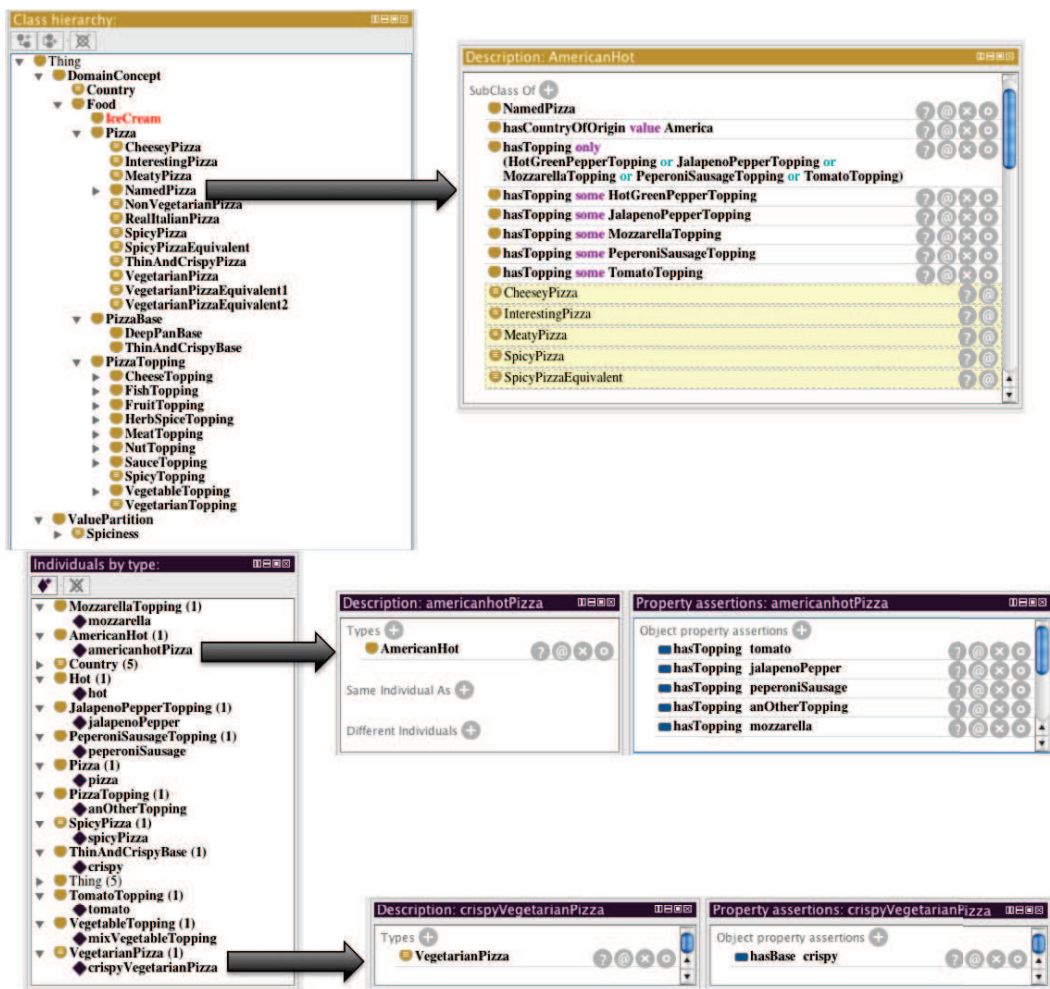 Class hierarchy:
Thing
DomainConcept
Country
Food
IceCream
Pizza
CheeseyPizza
InterestingPizza
MeatyPizza
NamedPizza
NonVegetarianPizza
RealItalianPizza
SpicyPizza
SpicyPizzaEquivalent
ThinAndCrispyPizza
VegetarianPizza
VegetarianPizzaEquivalent1
VegetarianPizzaEquivalent2
PizzaBase
DeepPanBase
ThinAndCrispyBase
PizzaTopping
CheeseTopping
FishTopping
FruitTopping
HerbSpiceTopping
MeatTopping
NutTopping
SauceTopping
SpicyTopping
VegetableTopping
VegetarianTopping
ValuePartition
Spiciness
Description: AmericanHot
SubClass Of
NamedPizza
hasCountryOfOrigin value America
hasTopping only
(HotGreenPepperTopping or JalapenoPepperTopping or
MozzarellaTopping or PeperoniSausageTopping or TomatoTopping)
hasTopping some HotGreenPepperTopping
hasTopping some JalapenoPepperTopping
hasTopping some MozzarellaTopping
hasTopping some PeperoniSausageTopping
hasTopping some TomatoTopping
CheeseyPizza
InterestingPizza
MeatyPizza
SpicyPizza
SpicyPizzaEquivalent
Individuals by type:
MozzarellaTopping (1)
mozzarella
AmericanHot (1)
americanhotPizza
Country (5)
Hot (1)
hot
JalapenoPepperTopping (1)
jalapenoPepper
PeperoniSausageTopping (1)
peperoniSausage
Pizza (1)
pizza
PizzaTopping (1)
anOtherTopping
SpicyPizza (1)
spicyPizza
ThinAndCrispyBase (1)
crispy
Thing (5)
TomatoTopping (1)
tomato
VegetableTopping (1)
mixVegetableTopping
VegetarianPizza (1)
crispyVegetarianPizza
Description: americanhotPizza
Types
AmericanHot
Same Individual As
Different Individuals
Property assertions: americanhotPizza
Object property assertions
hasTopping tomato
hasTopping jalapenoPepper
hasTopping peperoniSausage
hasTopping anOtherTopping
hasTopping mozzarella
Description: crispyVegetarianPizza
Types
VegetarianPizza
Property assertions: crispyVegetarianPizza
Object property assertions
hasBase crispy